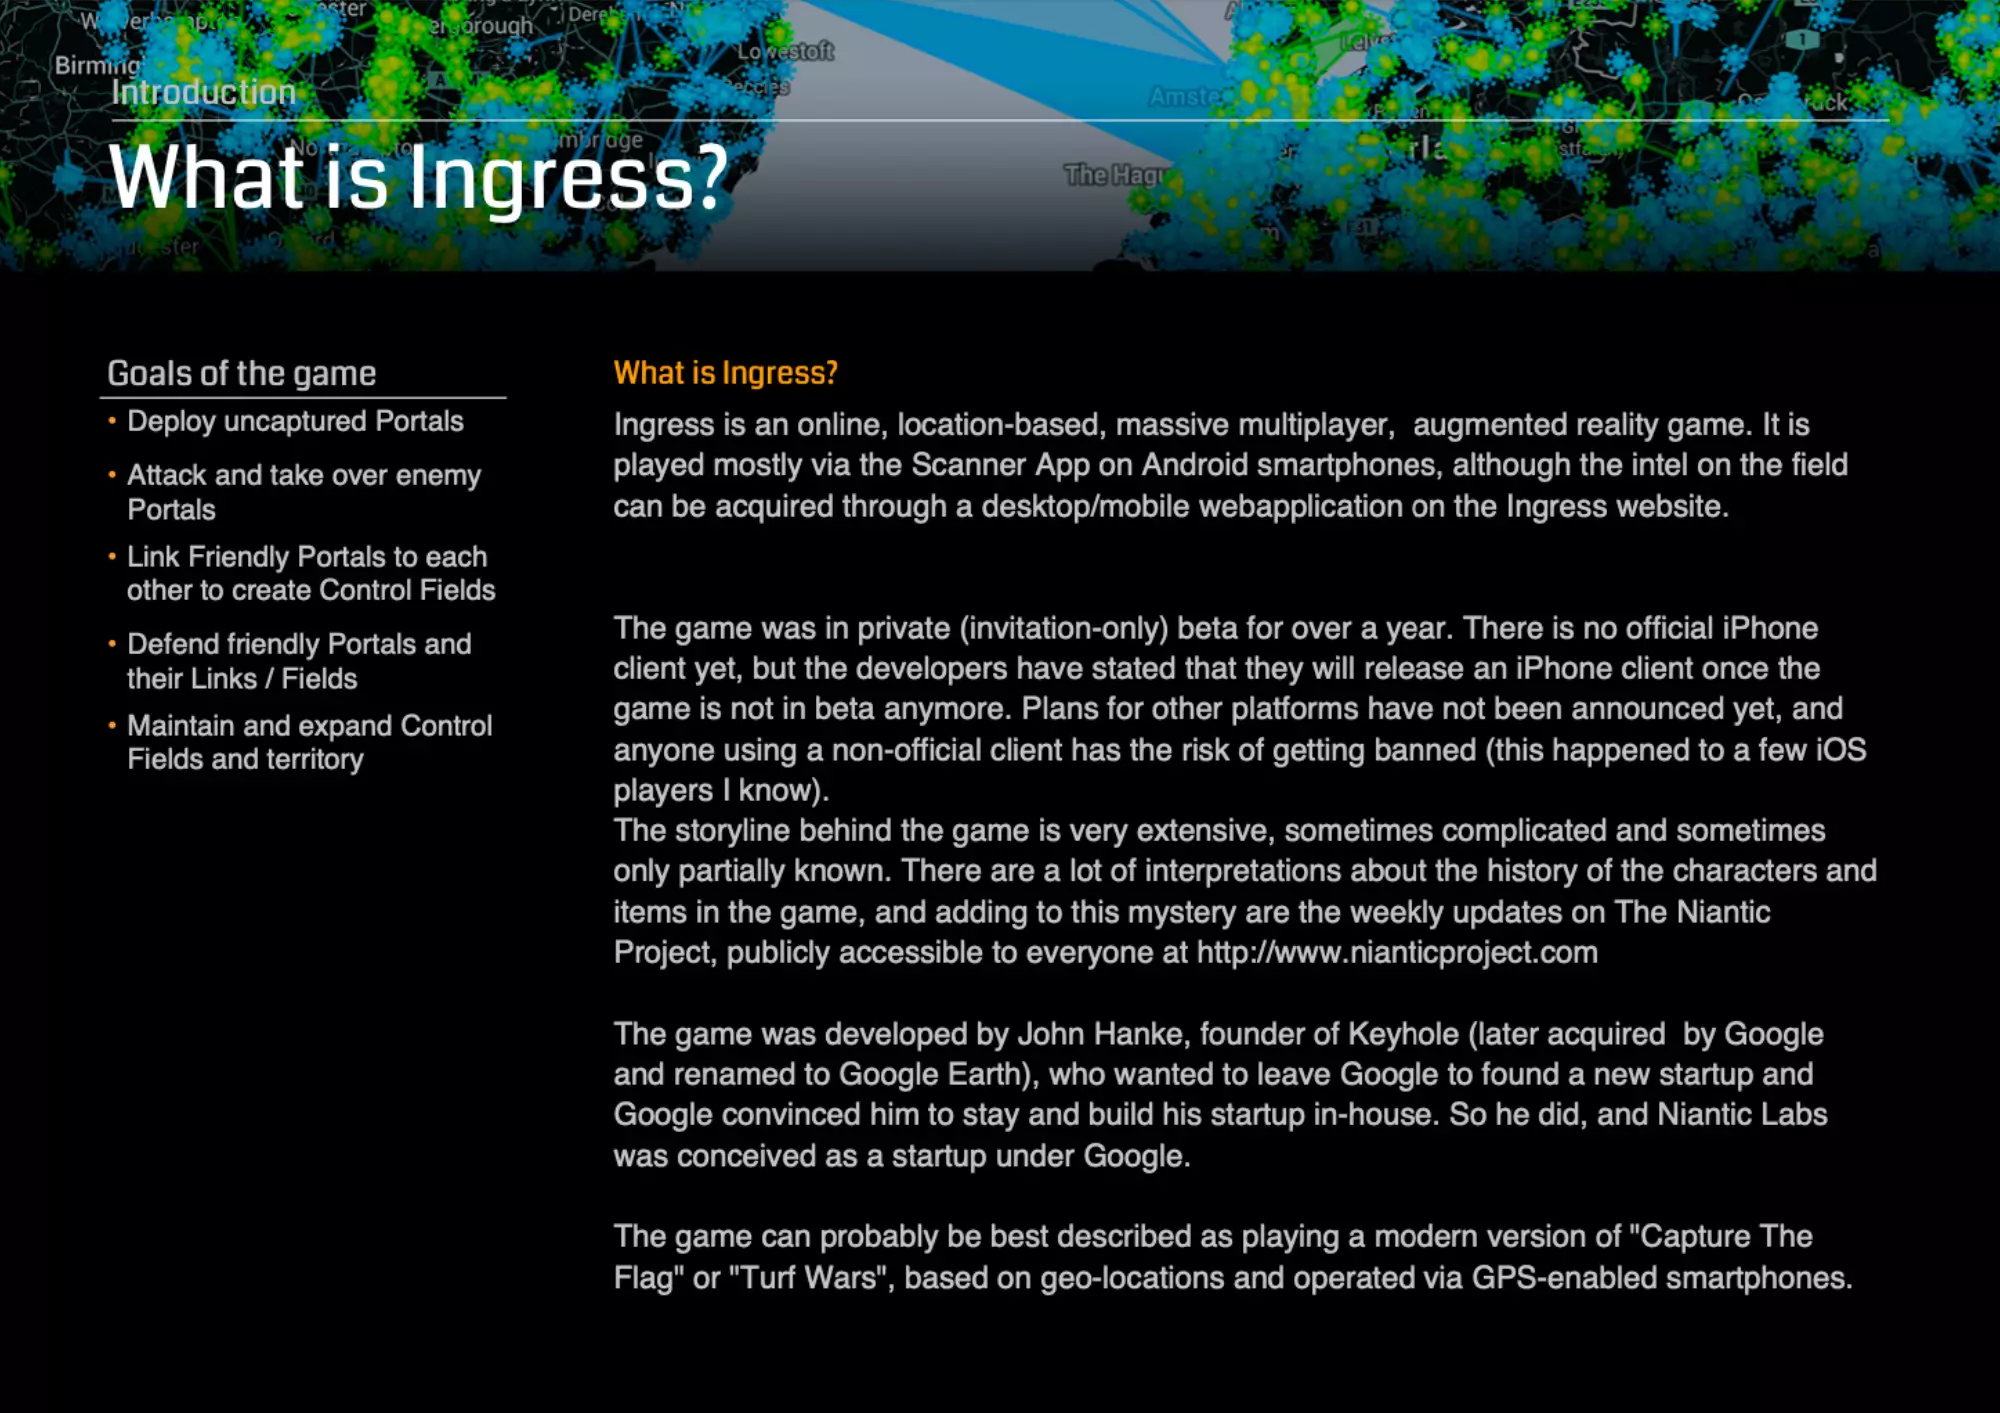 Lowestoft
Birming
Introduction
Amste
The Hagu
What is Ingress?
Goals of the game
• Deploy uncaptured Portals
• Attack and take over enemy
Portals
• Link Friendly Portals to each
other to create Control Fields
• Defend friendly Portals and
their Links / Fields
• Maintain and expand Control
Fields and territory
What is Ingress?
Ingress is an online, location-based, massive multiplayer,  augmented reality game. It is
played mostly via the Scanner App on Android smartphones, although the intel on the field
can be acquired through a desktop/mobile webapplication on the Ingress website.
The game was in private (invitation-only) beta for over a year. There is no official iPhone
client yet, but the developers have stated that they will release an iPhone client once the
game is not in beta anymore. Plans for other platforms have not been announced yet, and
anyone using a non-official client has the risk of getting banned (this happened to a few iOS
players I know).
The storyline behind the game is very extensive, sometimes complicated and sometimes
only partially known. There are a lot of interpretations about the history of the characters and
items in the game, and adding to this mystery are the weekly updates on The Niantic
Project, publicly accessible to everyone at http://www.nianticproject.com
The game was developed by John Hanke, founder of Keyhole (later acquired  by Google
and renamed to Google Earth), who wanted to leave Google to found a new startup and
Google convinced him to stay and build his startup in-house. So he did, and Niantic Labs
was conceived as a startup under Google.
The game can probably be best described as playing a modern version of "Capture The
Flag" or "Turf Wars", based on geo-locations and operated via GPS-enabled smartphones.